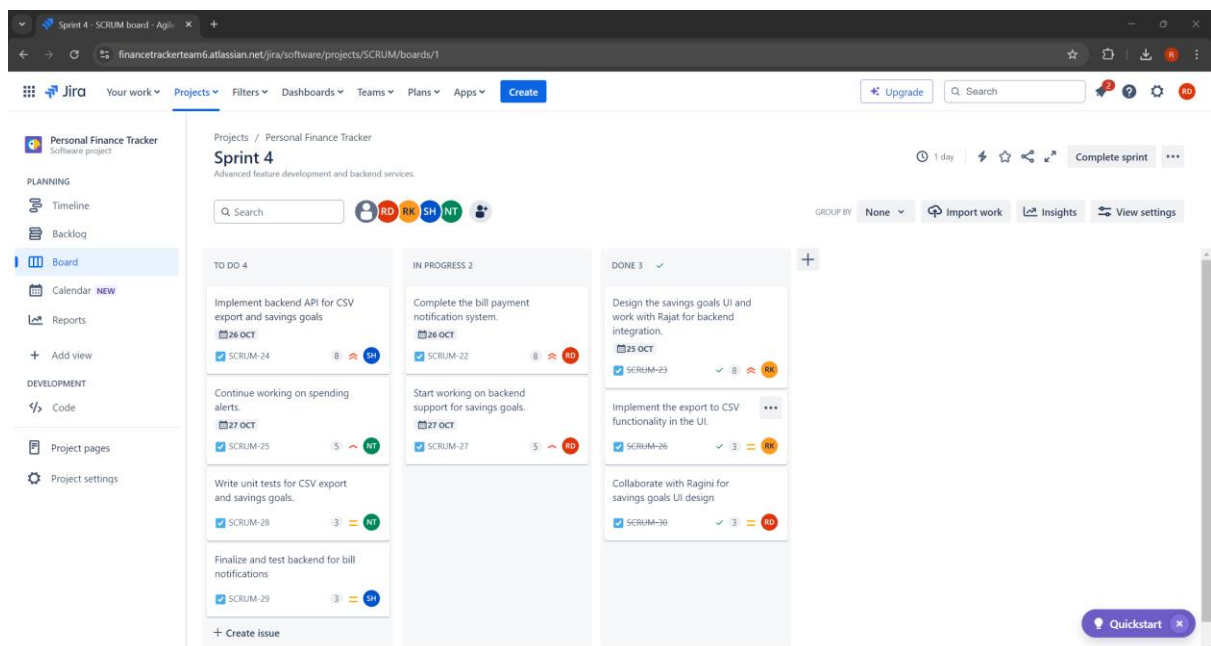 Sprint 4 - SCRUM board - Agile
financetrackerteam6.atlassian.net/jira/software/projects/SCRUM/boards/1
R
Jira Your work Projects Filters Dashboards Teams Plans Apps Create Upgrade Search 2 RD
Personal Finance Tracker
Software project
PLANNING
Timeline
Backlog
Board
Calendar NEW
Reports
Add view
DEVELOPMENT
Code
Project pages
Project settings
Projects / Personal Finance Tracker
Sprint 4
Advanced feature development and backend services.
1 day Complete sprint
Search RD RK SH NT
GROUP BY None Import work Insights View settings
TO DO 4
Implement backend API for CSV
export and savings goals
26 OCT
SCRUM-24 8 SH
Continue working on spending
alerts.
27 OCT
SCRUM-25 5 NT
Write unit tests for CSV export
and savings goals.
SCRUM-28 3 NT
Finalize and test backend for bill
notifications
SCRUM-29 3 SH
+ Create issue
IN PROGRESS 2
Complete the bill payment
notification system.
26 OCT
SCRUM-22 8 RD
Start working on backend
support for savings goals.
27 OCT
SCRUM-27 5 RD
DONE 3
Design the savings goals UI and
work with Rajat for backend
integration.
25 OCT
SCRUM-23 8 RK
Implement the export to CSV
functionality in the UI.
SCRUM-26 3 RK
Collaborate with Ragini for
savings goals UI design
SCRUM-30 3 RD
Quickstart